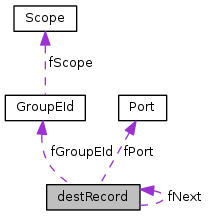 Scope
fScope
GroupEId
Port
fGroupEId
fPort
destRecord
fNext